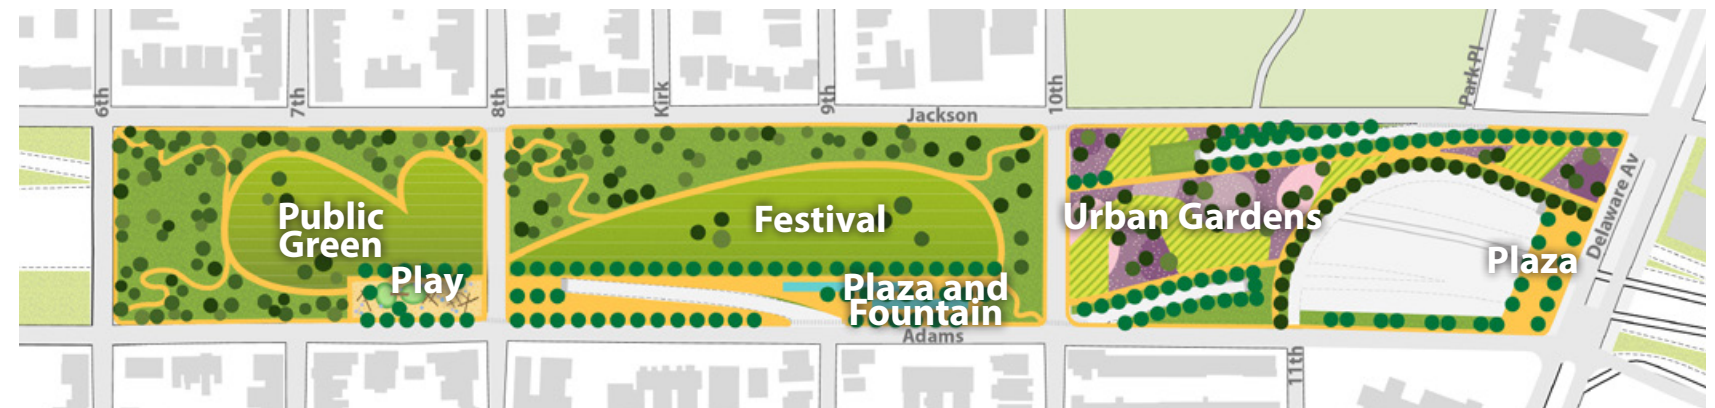 6th
7th
8th
Kirk
9th
Jackson
10th
Park Pl
Delaware Av
Public
Green
Play
Festival
Plaza and
Fountain
Urban Gardens
Plaza
Adams
11th